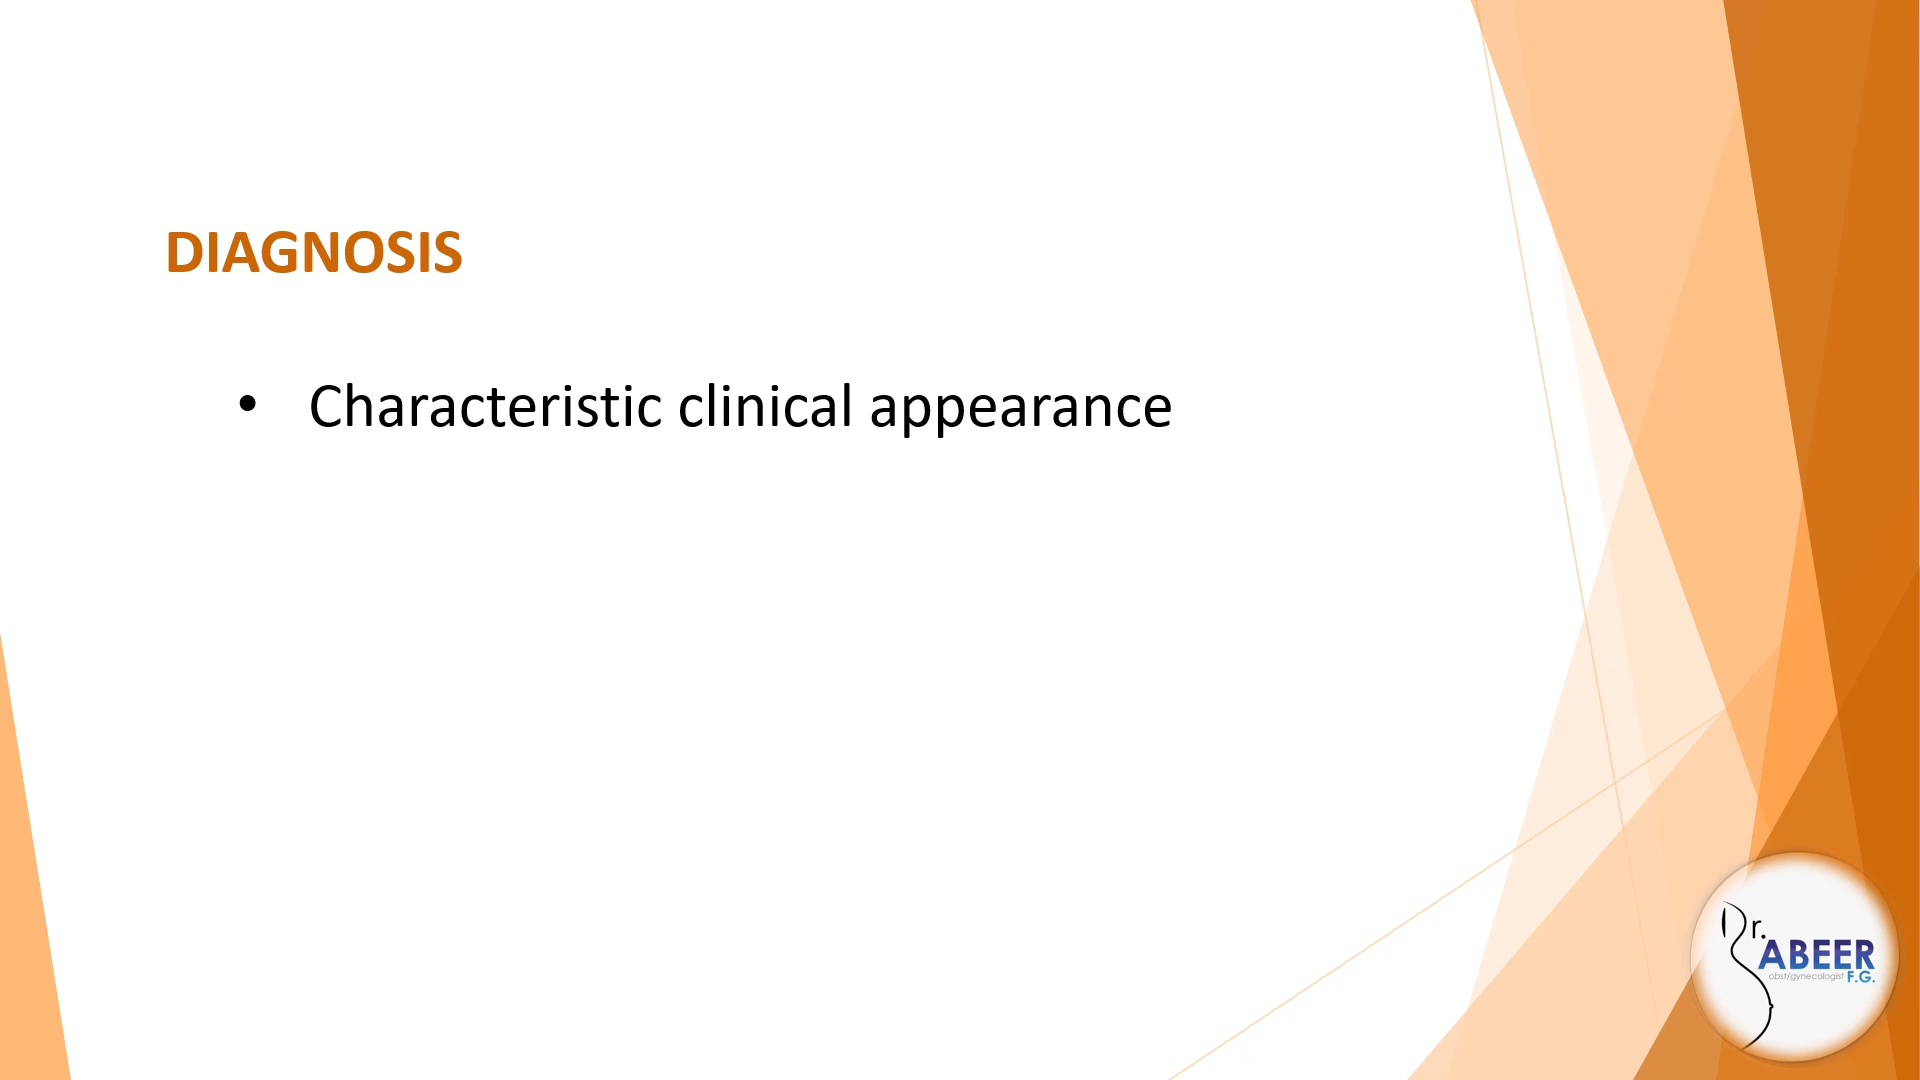 DIAGNOSIS
• Characteristic clinical appearance
Dr.
ABEER
obst/gynecologist F.G.